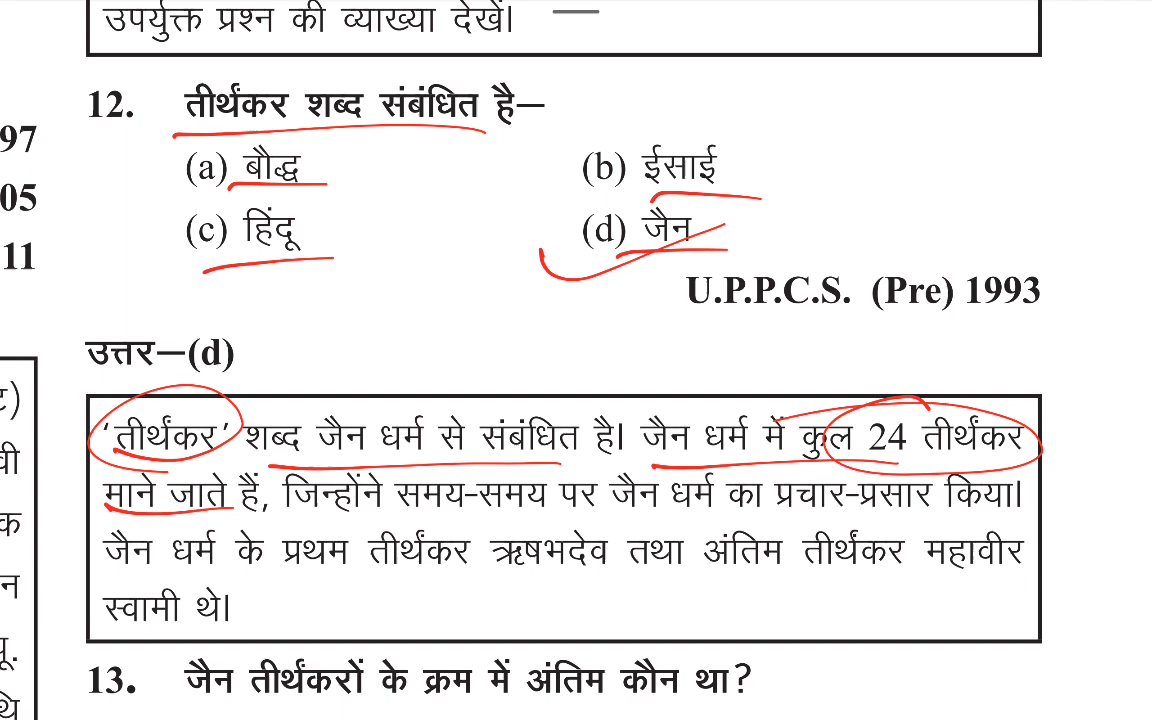 उपर्युक्त प्रश्न की व्याख्या देखें।
97
05
11
12. तीर्थंकर शब्द संबंधित है–
(a) बौद्ध (b) ईसाई
(c) हिंदू (d) जैन
U.P.P.C.S. (Pre) 1993
उत्तर–(d)
‘तीर्थंकर’ शब्द जैन धर्म से संबंधित है। जैन धर्म में कुल 24 तीर्थंकर
माने जाते हैं, जिन्होंने समय-समय पर जैन धर्म का प्रचार-प्रसार किया।
जैन धर्म के प्रथम तीर्थंकर ऋषभदेव तथा अंतिम तीर्थंकर महावीर
स्वामी थे।
13. जैन तीर्थंकरों के क्रम में अंतिम कौन था?